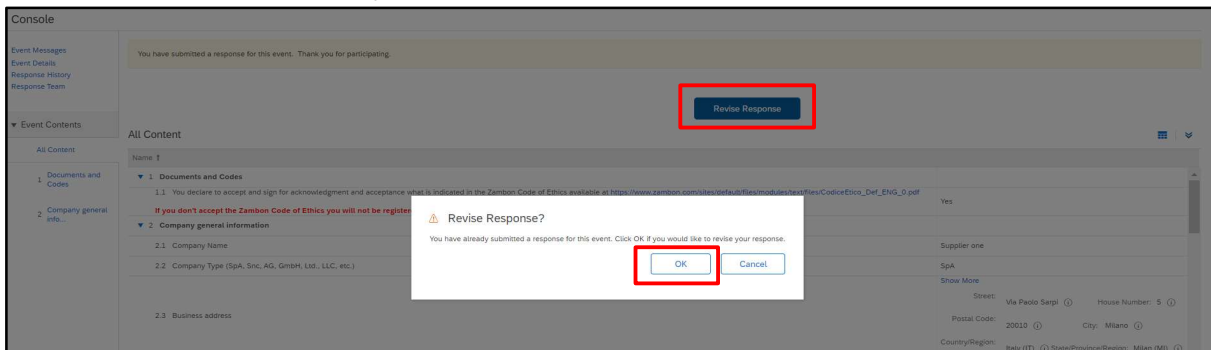 Console
Event Messages
Event Details
Response History
Response Team
▼ Event Contents
All Content
1 Documents and Codes
2 Company general info...
You have submitted a response for this event. Thank you for participating.
Revise Response
All Content
Name ↑
▼ 1 Documents and Codes
1.1 You declare to accept and sign for acknowledgment and acceptance what is indicated in the Zambon Code of Ethics available at https://www.zambon.com/sites/default/files/modules/text/files/CodiceEtico_Def_ENG_0.pdf
If you don't accept the Zambon Code of Ethics you will not be register
Yes
▼ 2 Company general information
2.1 Company Name
Supplier one
2.2 Company Type (SpA, Snc, AG, GmbH, Ltd., LLC, etc.)
SpA
2.3 Business address
Show More
Street: Via Paolo Sarpi House Number: 5
Postal Code: 20010 City: Milano
Country/Region: Italy (IT) State/Province/Region: Milan (MI)
Revise Response?
You have already submitted a response for this event. Click OK if you would like to revise your response.
OK Cancel